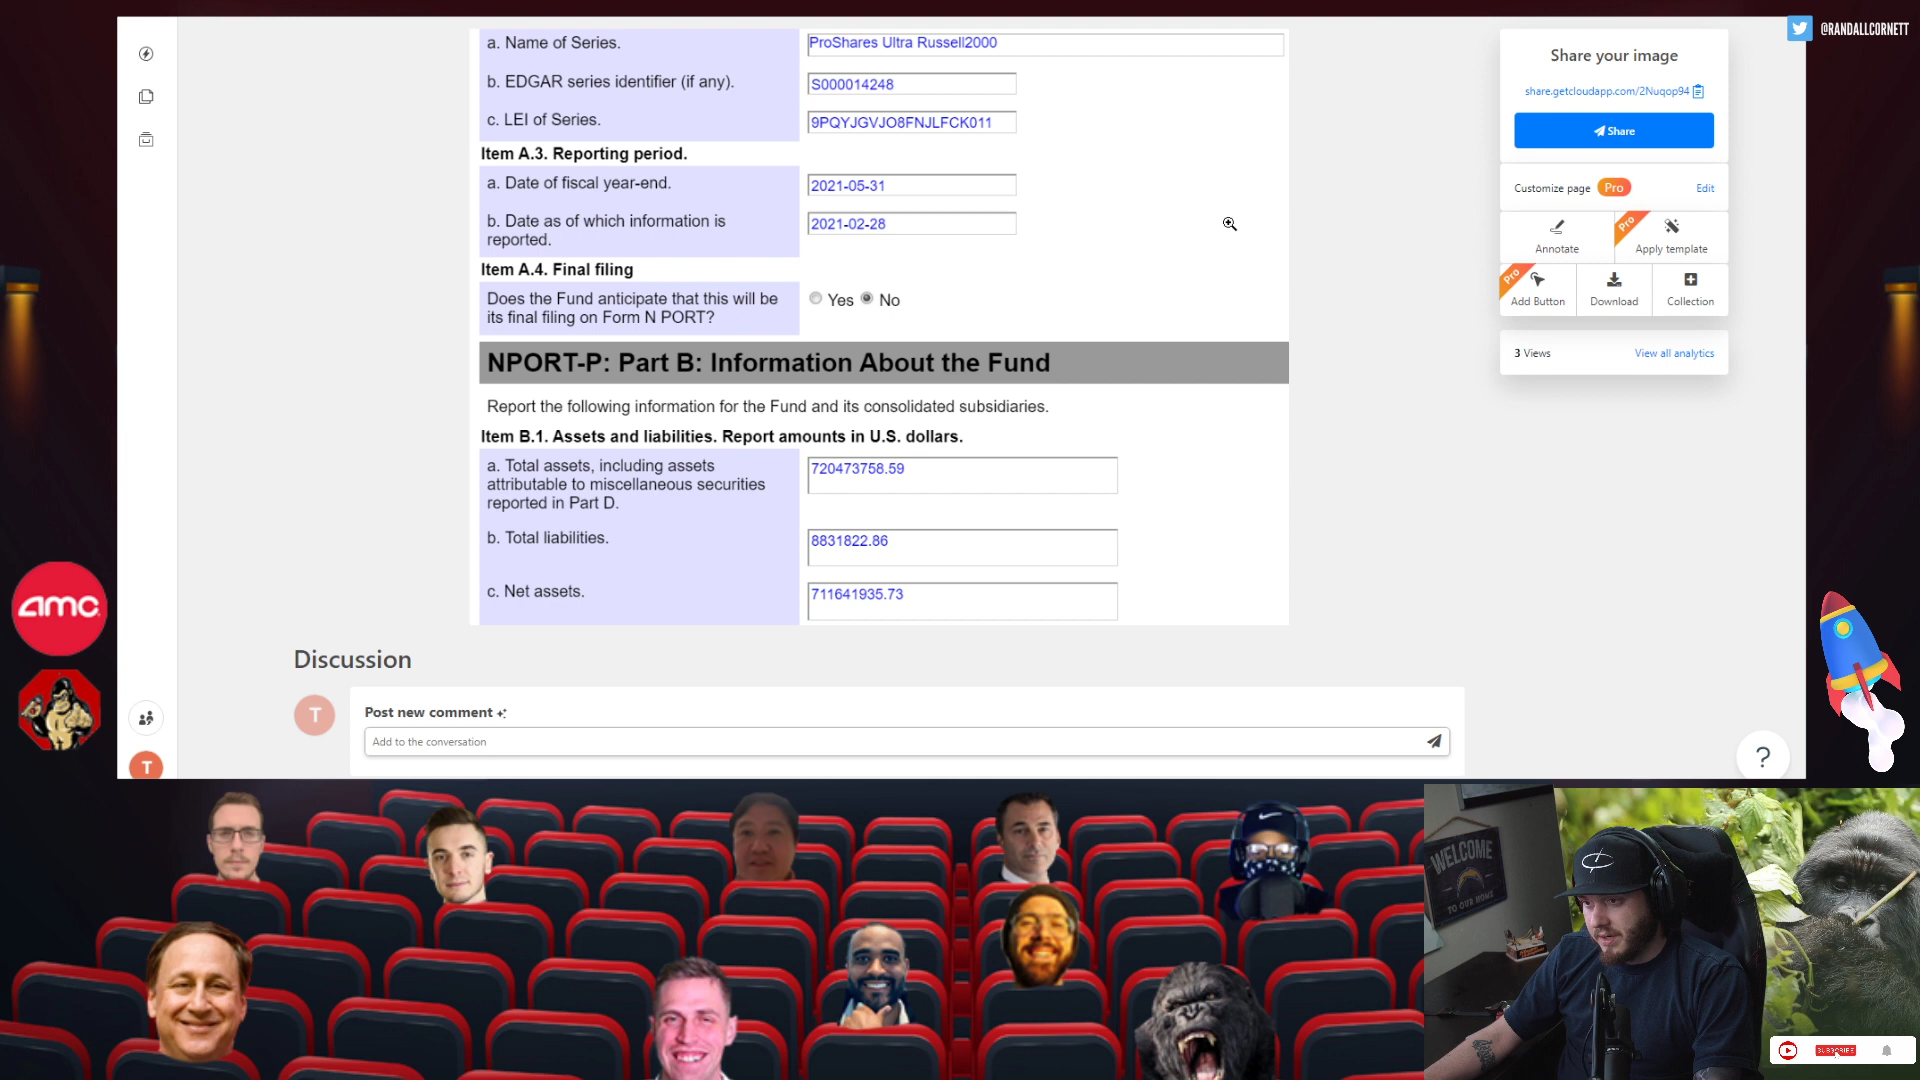 @RANDALLCORNETT
a. Name of Series.
ProShares Ultra Russell2000
b. EDGAR series identifier (if any).
S000014248
c. LEI of Series.
9PQYJGVJO8FNJLFCK011
Item A.3. Reporting period.
a. Date of fiscal year-end.
2021-05-31
b. Date as of which information is
reported.
2021-02-28
Item A.4. Final filing
Does the Fund anticipate that this will be
its final filing on Form N PORT?
Yes No
NPORT-P: Part B: Information About the Fund
Report the following information for the Fund and its consolidated subsidiaries.
Item B.1. Assets and liabilities. Report amounts in U.S. dollars.
a. Total assets, including assets
attributable to miscellaneous securities
reported in Part D.
720473758.59
b. Total liabilities.
8831822.86
c. Net assets.
711641935.73
Share your image
share.getcloudapp.com/2Nuqop94
Share
Customize page Pro Edit
Annotate
Pro
Apply template
Pro
Add Button
Download
Collection
3 Views View all analytics
Discussion
T
Post new comment
Add to the conversation
T
?
amc
WELCOME
TO OUR HOME
SUBSCRIBE